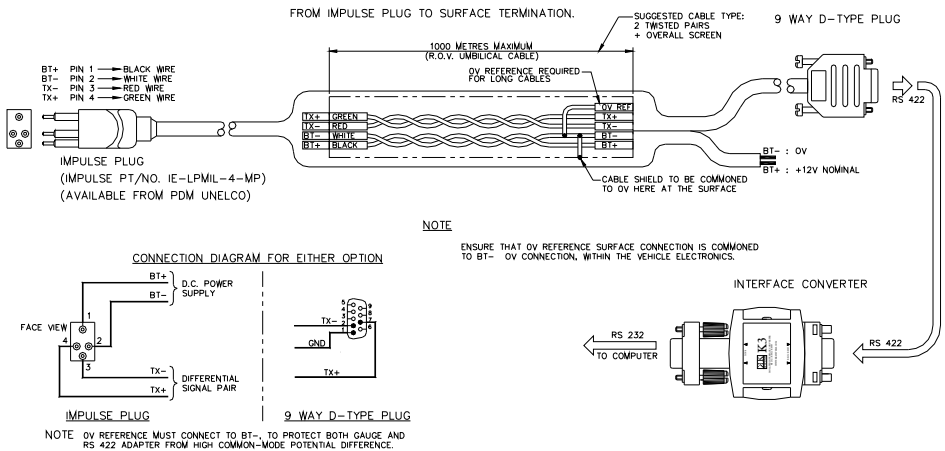 FROM IMPULSE PLUG TO SURFACE TERMINATION.
SUGGESTED CABLE TYPE:
2 TWISTED PAIRS
+ OVERALL SCREEN
9 WAY D-TYPE PLUG
1000 METRES MAXIMUM
(R.O.V. UMBILICAL CABLE)
0V REFERENCE REQUIRED
FOR LONG CABLES
BT+ PIN 1 BLACK WIRE
BT- PIN 2 WHITE WIRE
TX- PIN 3 RED WIRE
TX+ PIN 4 GREEN WIRE
RS 422
0V REF
TX+ GREEN TX+
TX- RED TX-
BT- WHITE BT-
BT+ BLACK BT+
IMPULSE PLUG
(IMPULSE PT/NO. IE-LPMIL-4-MP)
(AVAILABLE FROM PDM UNELCO)
BT- : 0V
BT+ : +12V NOMINAL
CABLE SHIELD TO BE COMMONED
TO 0V HERE AT THE SURFACE
NOTE
ENSURE THAT 0V REFERENCE SURFACE CONNECTION IS COMMONED
TO BT- 0V CONNECTION, WITHIN THE VEHICLE ELECTRONICS.
CONNECTION DIAGRAM FOR EITHER OPTION
INTERFACE CONVERTER
BT+
BT-
D.C. POWER
SUPPLY
FACE VIEW
1
4 2
3
TX-
TX+
DIFFERENTIAL
SIGNAL PAIR
IMPULSE PLUG
5
4
3
2
1
9
8
7
6
TX-
GND
TX+
9 WAY D-TYPE PLUG
RS 232
TO COMPUTER
K3
RS 422
NOTE 0V REFERENCE MUST CONNECT TO BT-, TO PROTECT BOTH GAUGE AND
RS 422 ADAPTER FROM HIGH COMMON-MODE POTENTIAL DIFFERENCE.